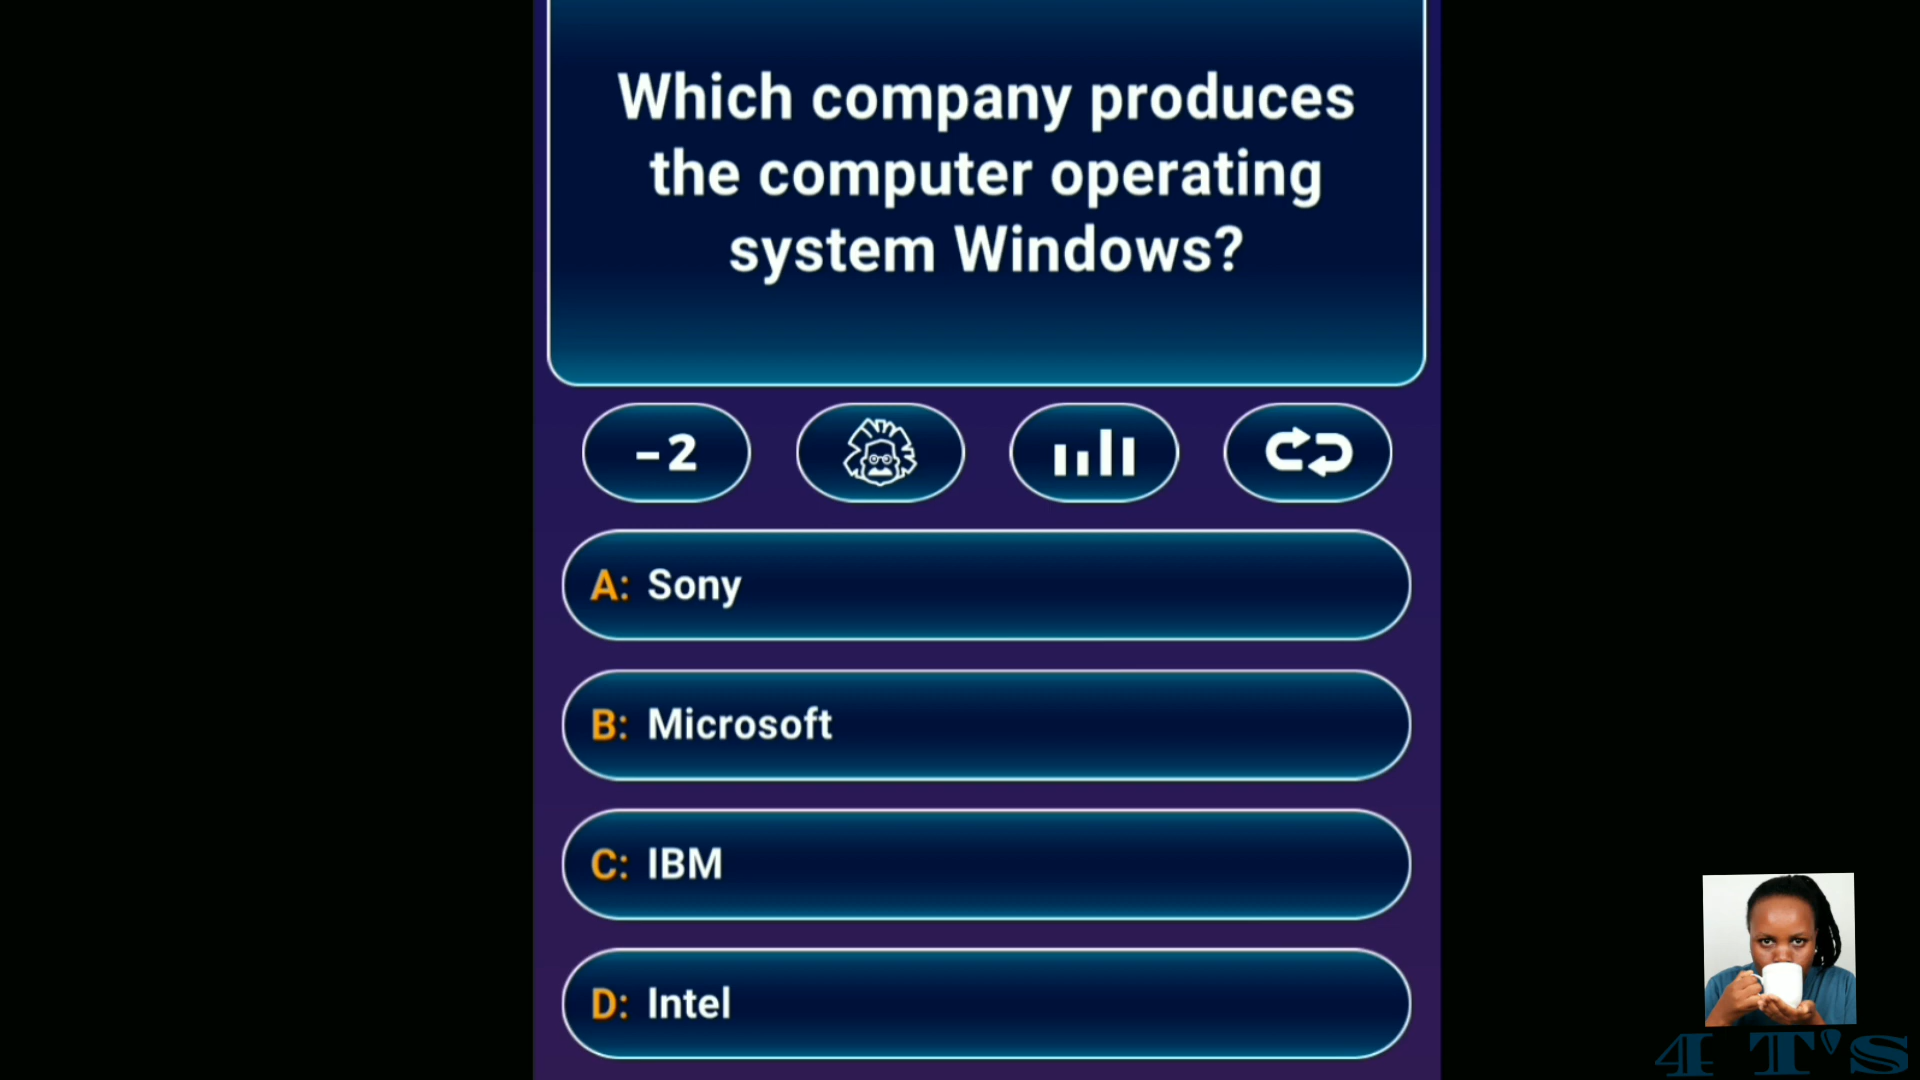 Which company produces
the computer operating
system Windows?
-2
A: Sony
B: Microsoft
C: IBM
D: Intel
4 T's